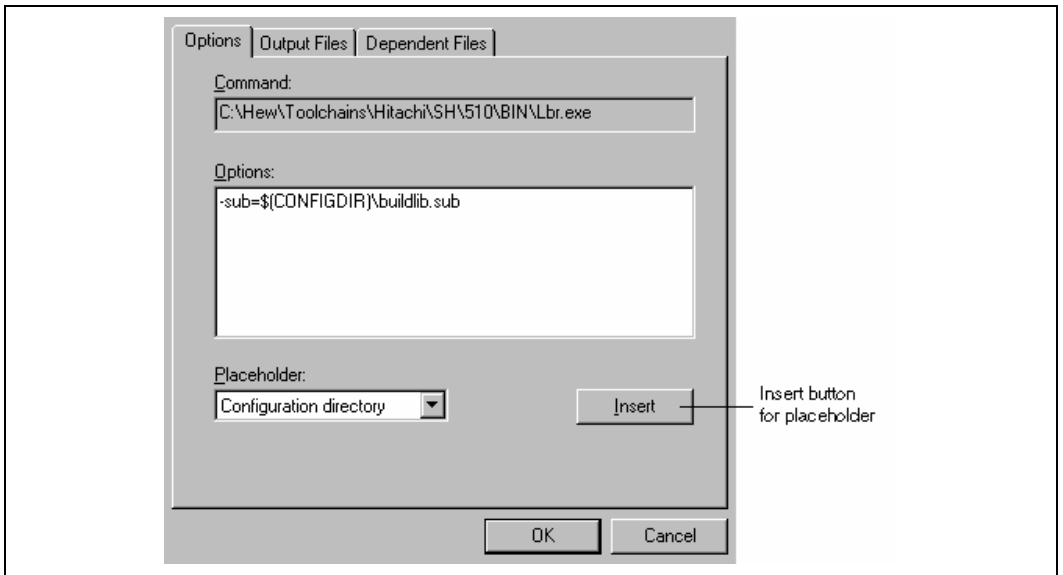 Options Output Files Dependent Files
Command:
C:\Hew\Toolchains\Hitachi\SH\510\BIN\Lbr.exe
Options:
-sub=$(CONFIGDIR)\buildlib.sub
Placeholder:
Configuration directory
Insert
Insert button
for placeholder
OK Cancel